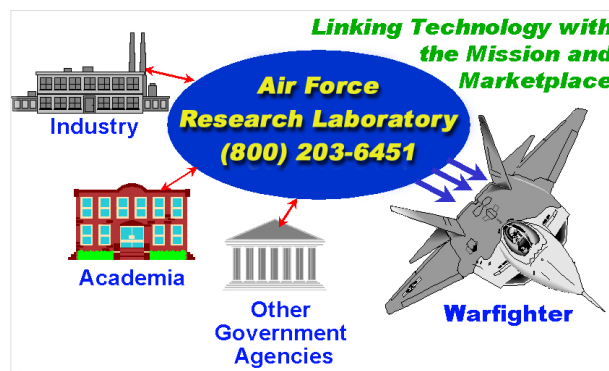 Linking Technology with
the Mission and
Marketplace
Air Force
Research Laboratory
(800) 203-6451
Industry
Academia
Other
Government
Agencies
Warfighter